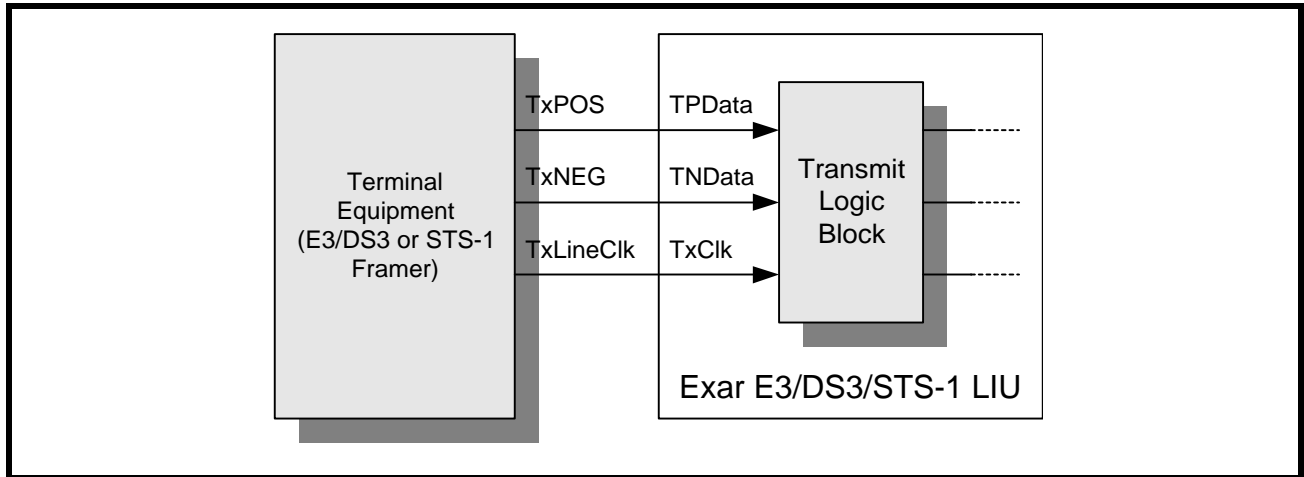 Terminal
Equipment
(E3/DS3 or STS-1
Framer)
TxPOS
TxNEG
TxLineClk
TPData
TNData
TxClk
Transmit
Logic
Block
Exar E3/DS3/STS-1 LIU